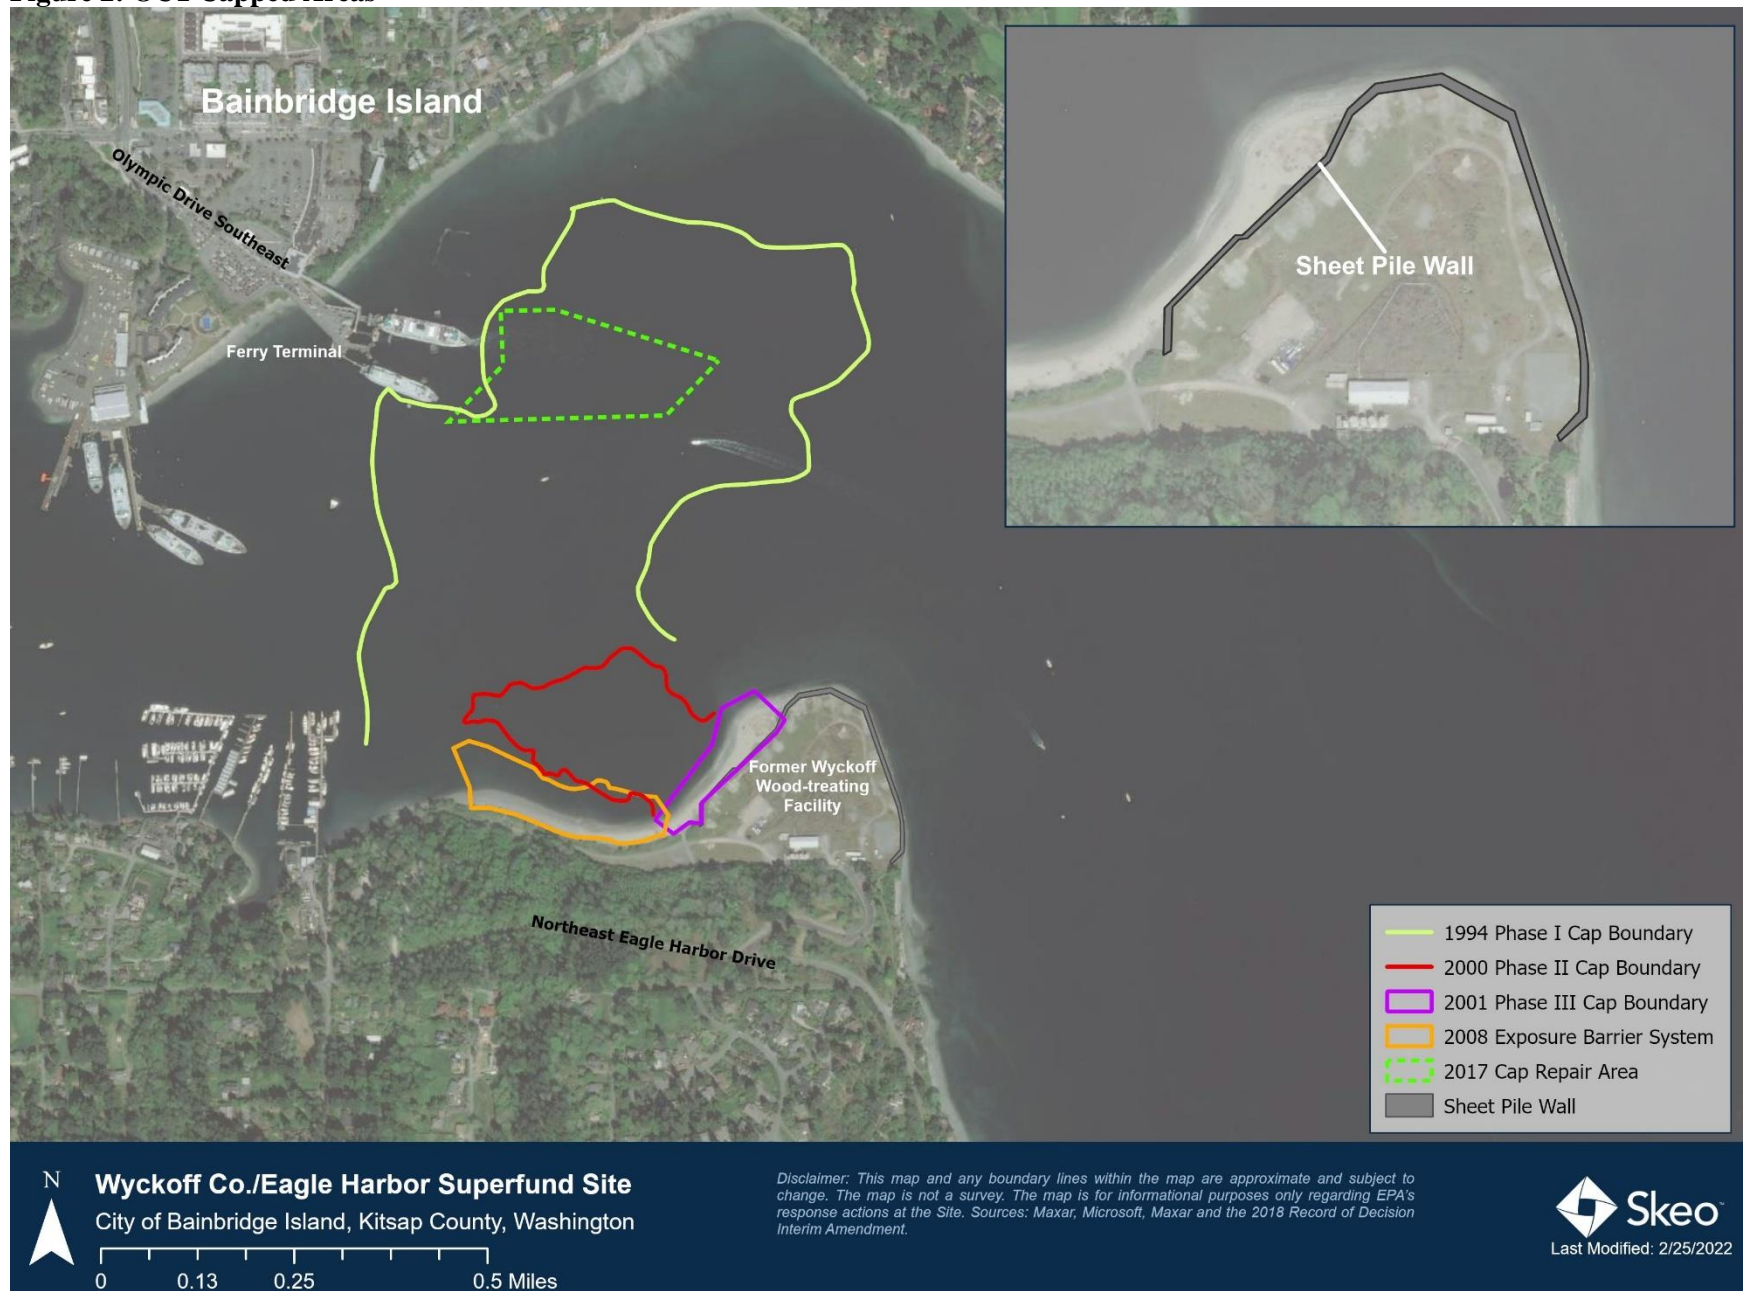 Figure 2: OU1 Capped Areas
Bainbridge Island
Olympic Drive Southeast
Ferry Terminal
Sheet Pile Wall
Former Wyckoff
Wood-treating
Facility
Northeast Eagle Harbor Drive
1994 Phase I Cap Boundary
2000 Phase II Cap Boundary
2001 Phase III Cap Boundary
2008 Exposure Barrier System
2017 Cap Repair Area
Sheet Pile Wall
N
Wyckoff Co./Eagle Harbor Superfund Site
City of Bainbridge Island, Kitsap County, Washington
0 0.13 0.25 0.5 Miles
Disclaimer: This map and any boundary lines within the map are approximate and subject to
change. The map is not a survey. The map is for informational purposes only regarding EPA's
response actions at the Site. Sources: Maxar, Microsoft, Maxar and the 2018 Record of Decision
Interim Amendment.
Skeo™
Last Modified: 2/25/2022